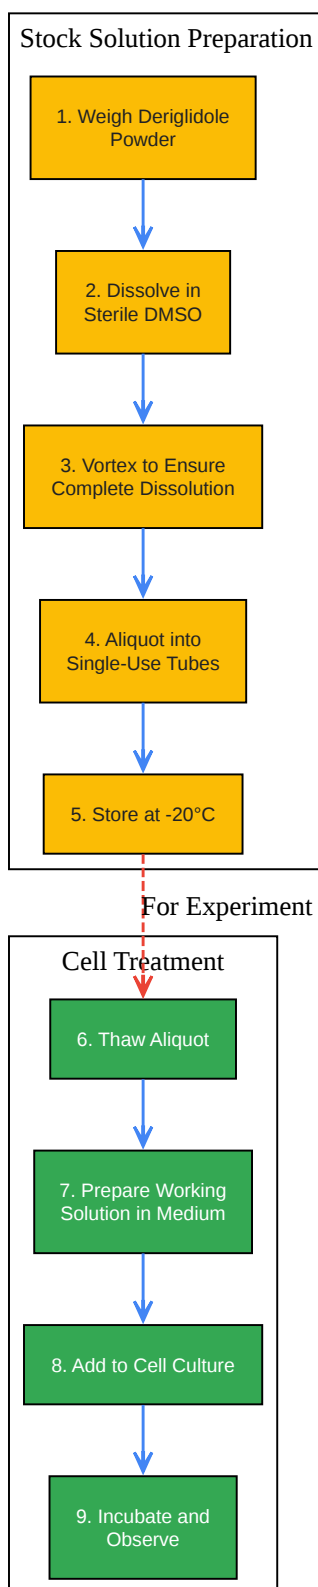 Stock Solution Preparation
1. Weigh Deriglidole
Powder
2. Dissolve in
Sterile DMSO
3. Vortex to Ensure
Complete Dissolution
4. Aliquot into
Single-Use Tubes
5. Store at -20°C
For Experiment
Cell Treatment
6. Thaw Aliquot
7. Prepare Working
Solution in Medium
8. Add to Cell Culture
9. Incubate and
Observe